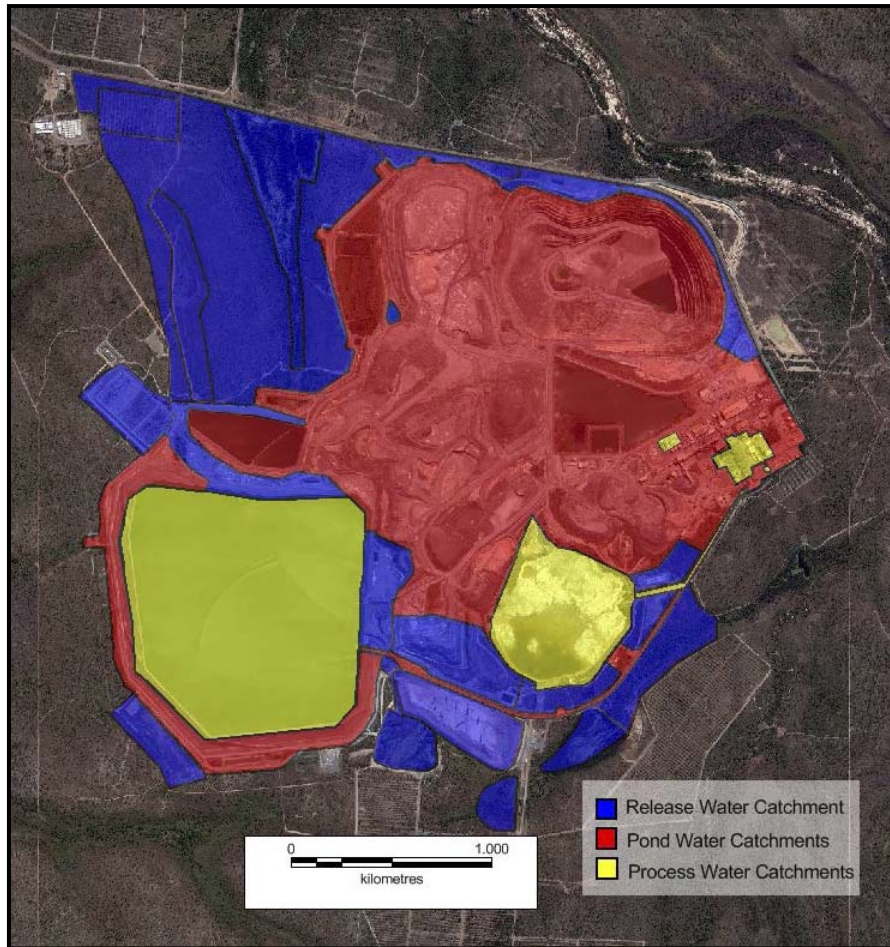 Release Water Catchment
Pond Water Catchments
Process Water Catchments
0 1.000
kilometres